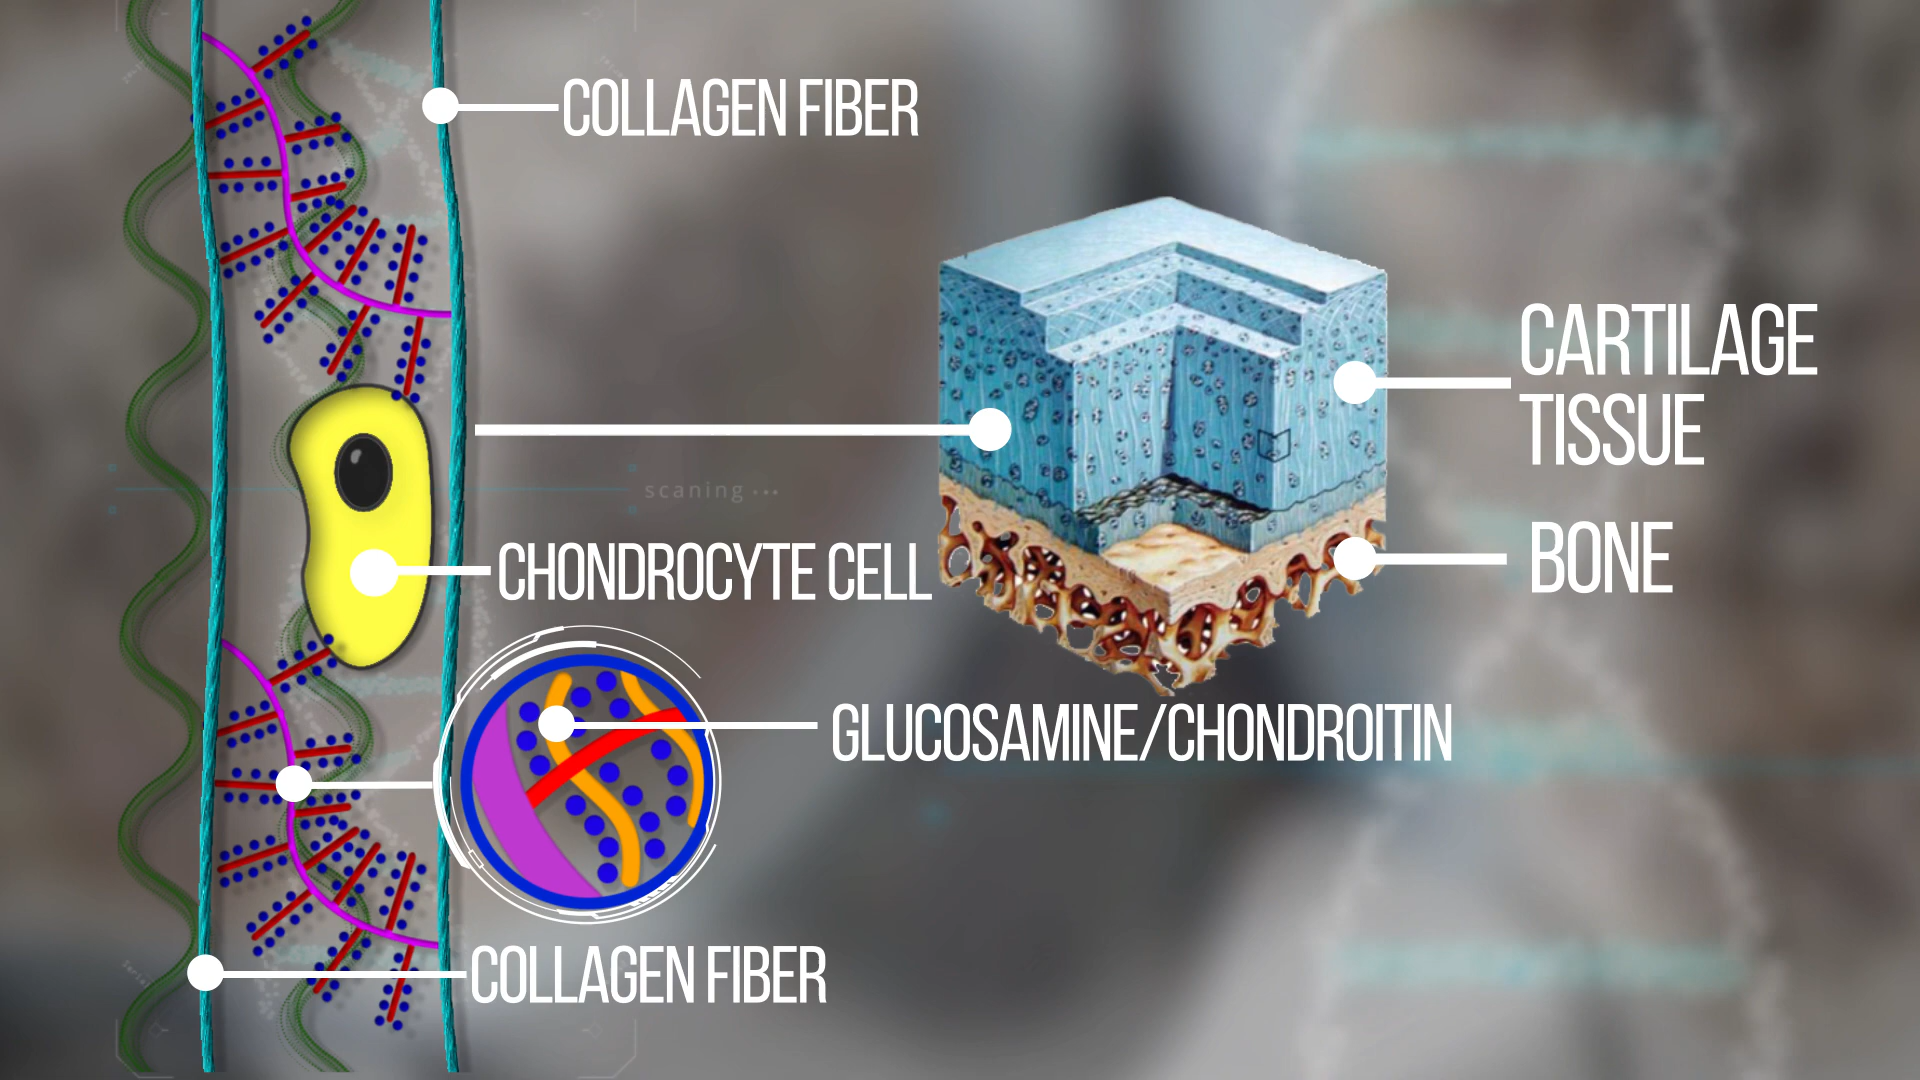 COLLAGEN FIBER
CARTILAGE
TISSUE
scaning...
BONE
CHONDROCYTE CELL
GLUCOSAMINE/CHONDROITIN
COLLAGEN FIBER